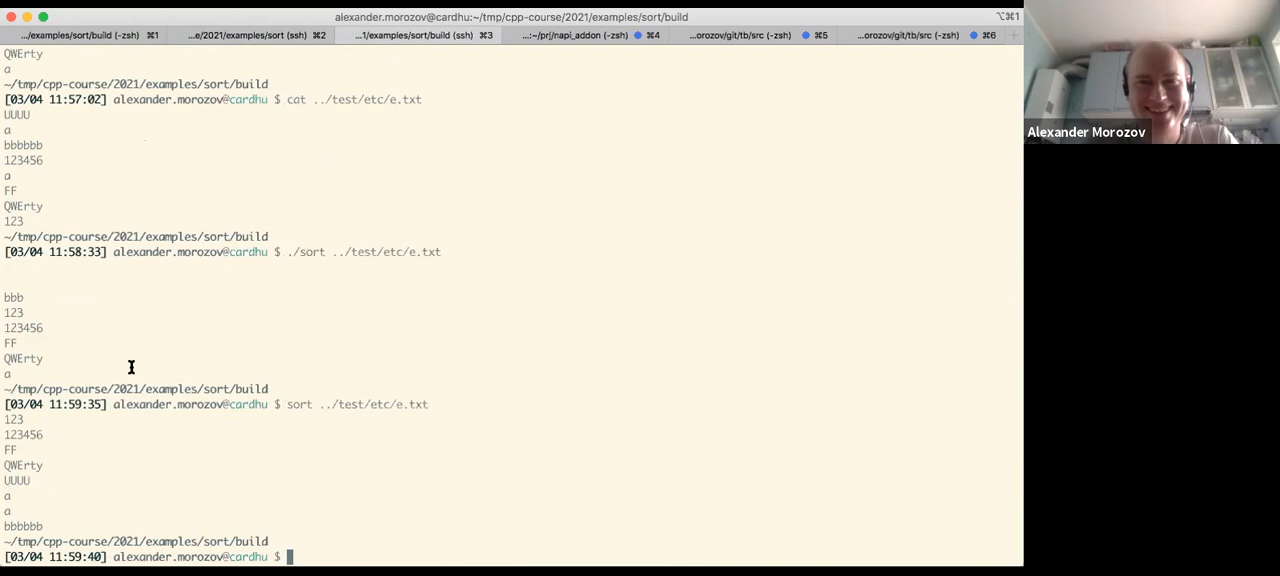 alexander.morozov@cardhu:~/tmp/cpp-course/2021/examples/sort/build
⌥⌘1
.../examples/sort/build (-zsh) ⌘1
...e/2021/examples/sort (ssh) ⌘2
...1/examples/sort/build (ssh) ⌘3
...:~/prj/napi_addon (-zsh) ⌘4
...orozov/git/tb/src (-zsh) ⌘5
...orozov/git/tb/src (-zsh) ⌘6
QWErty
a
~/tmp/cpp-course/2021/examples/sort/build
[03/04 11:57:02] alexander.morozov@cardhu $ cat ../test/etc/e.txt
UUUU
a
bbbbbb
123456
a
FF
QWErty
123
~/tmp/cpp-course/2021/examples/sort/build
[03/04 11:58:33] alexander.morozov@cardhu $ ./sort ../test/etc/e.txt
bbb
123
123456
FF
QWErty
a
~/tmp/cpp-course/2021/examples/sort/build
[03/04 11:59:35] alexander.morozov@cardhu $ sort ../test/etc/e.txt
123
123456
FF
QWErty
UUUU
a
a
bbbbbb
~/tmp/cpp-course/2021/examples/sort/build
[03/04 11:59:40] alexander.morozov@cardhu $
Alexander Morozov